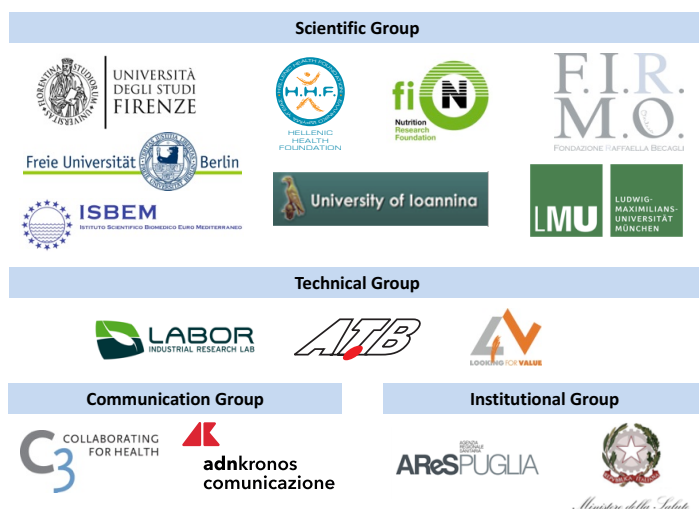 Scientific Group
UNIVERSITÀ
DEGLI STUDI
FIRENZE
H.H.F.
HELLENIC
HEALTH
FOUNDATION
fi N
Nutrition
Research
Foundation
F.I.R.
M.O.
FONDAZIONE RAFFAELLA BECAGLI
Freie Universität Berlin
ISBEM
ISTITUTO SCIENTIFICO BIOMEDICO EURO MEDITERRANEO
University of Ioannina
LMU
LUDWIG-
MAXIMILIANS-
UNIVERSITÄT
MÜNCHEN
Technical Group
LABOR
INDUSTRIAL RESEARCH LAB
ATB
4V
LOOKING FOR VALUE
Communication Group
Institutional Group
C3 COLLABORATING
FOR HEALTH
adnkronos
comunicazione
AGENZIA
REGIONALE
SANITARIA
AReSPUGLIA
Ministero della Salute